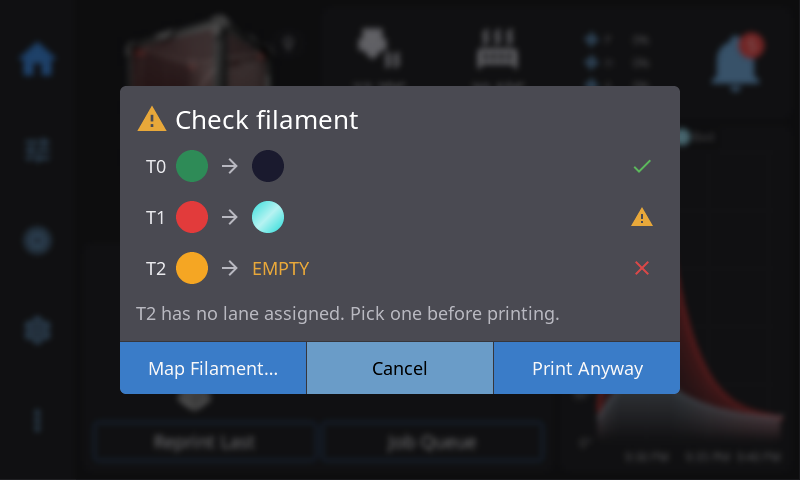 Check filament
T0
T1
T2 EMPTY
T2 has no lane assigned. Pick one before printing.
Map Filament... Cancel Print Anyway
Reprint Last Job Queue